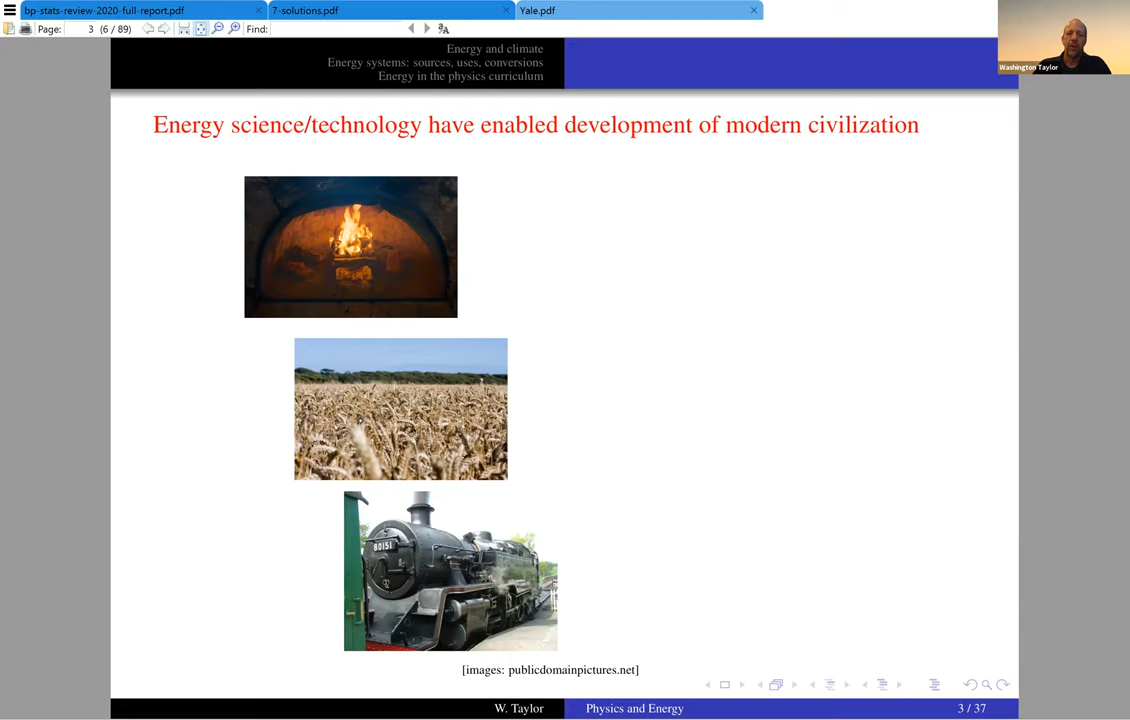 bp-stats-review-2020-full-report.pdf
7-solutions.pdf
Yale.pdf
Page: 3 (6 / 89)
Find:
Washington Taylor
Energy and climate
Energy systems: sources, uses, conversions
Energy in the physics curriculum
Energy science/technology have enabled development of modern civilization
80151
[images: publicdomainpictures.net]
W. Taylor
Physics and Energy
3 / 37